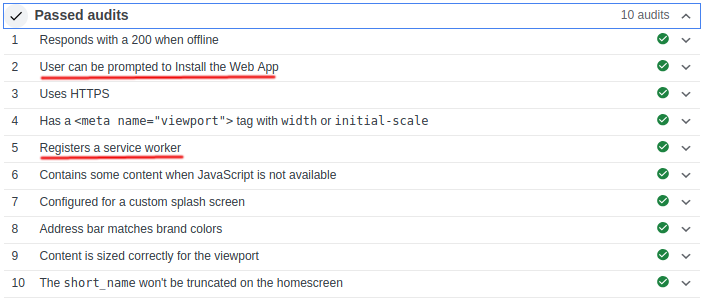 Passed audits 10 audits
1 Responds with a 200 when offline
2 User can be prompted to Install the Web App
3 Uses HTTPS
4 Has a <meta name="viewport"> tag with width or initial-scale
5 Registers a service worker
6 Contains some content when JavaScript is not available
7 Configured for a custom splash screen
8 Address bar matches brand colors
9 Content is sized correctly for the viewport
10 The short_name won't be truncated on the homescreen